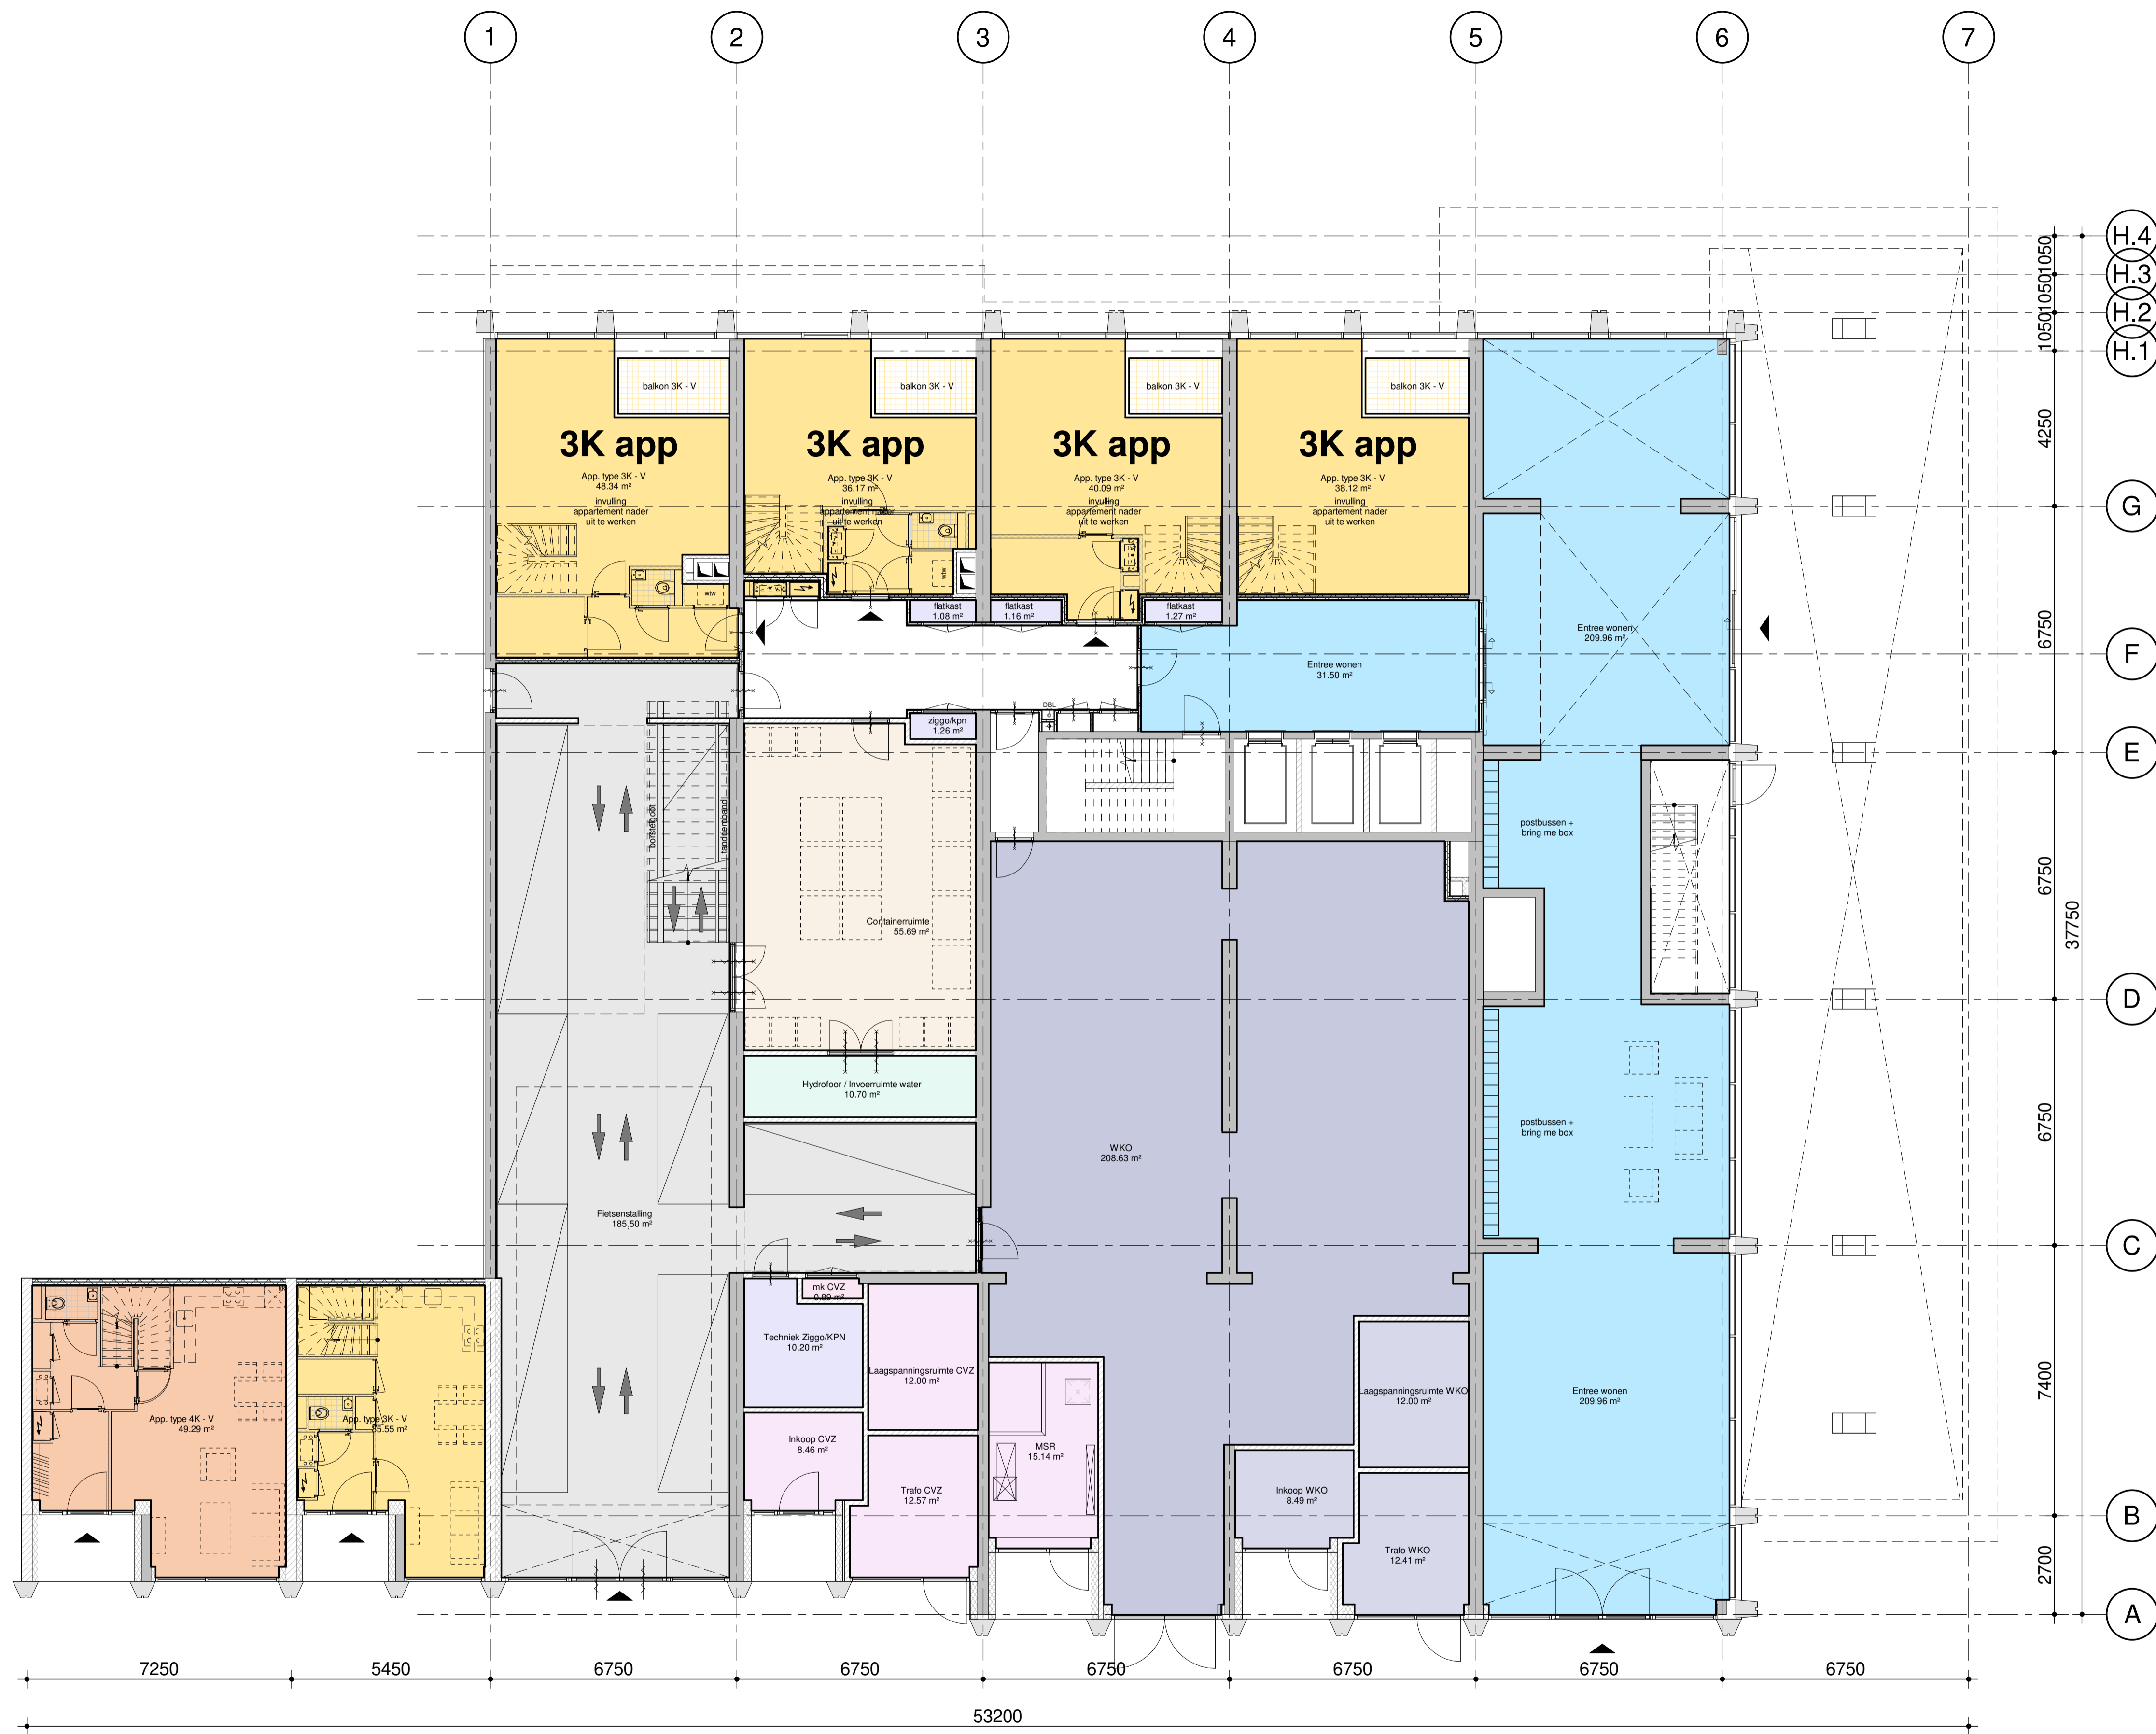 1
2
3
4
5
6
7
H.4
H.3
H.2
H.1
G
F
E
D
C
B
A
1050
1050
1050
4250
6750
6750
6750
7400
2700
37750
balkon 3K - V
balkon 3K - V
balkon 3K - V
balkon 3K - V
3K app
App. type 3K - V
48.34 m²
invulling
appartement nader
uit te werken
3K app
App. type 3K - V
36.17 m²
invulling
appartement nader
uit te werken
3K app
App. type 3K - V
40.09 m²
invulling
appartement nader
uit te werken
3K app
App. type 3K - V
38.12 m²
invulling
appartement nader
uit te werken
wtw
wtw
flatkast
1.08 m²
flatkast
1.16 m²
flatkast
1.27 m²
Entree wonen
209.96 m²
Entree wonen
31.50 m²
DBL
ziggo/kpn
1.26 m²
borstelgoot
tandriemband
postbussen +
bring me box
Containerruimte
55.69 m²
Hydrofoor / Invoerruimte water
10.70 m²
postbussen +
bring me box
WKO
208.63 m²
Fietsenstalling
185.50 m²
mk CVZ
0.89 m²
Techniek Ziggo/KPN
10.20 m²
Laagspanningsruimte CVZ
12.00 m²
Laagspanningsruimte WKO
12.00 m²
Entree wonen
209.96 m²
App. type 4K - V
49.29 m²
App. type 3K - V
35.55 m²
Inkoop CVZ
8.46 m²
MSR
15.14 m²
Trafo CVZ
12.57 m²
Inkoop WKO
8.49 m²
Trafo WKO
12.41 m²
7250
5450
6750
6750
6750
6750
6750
6750
53200